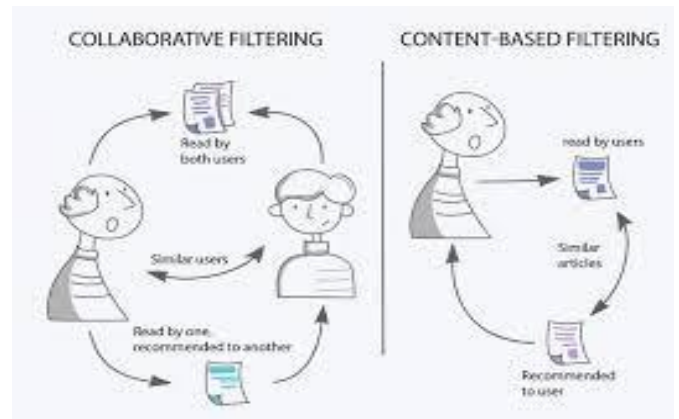 COLLABORATIVE FILTERING
Read by
both users
Similar users
Read by one,
recommended to another
CONTENT-BASED FILTERING
read by users
Similar
articles
Recommended
to user